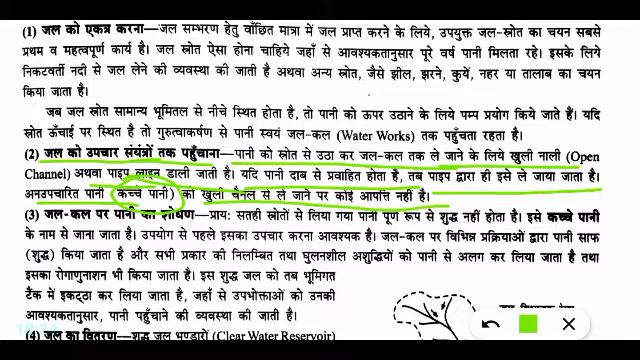 (1) जल को एकत्र करना—जल सम्भरण हेतु वाँछित मात्रा में जल प्राप्त करने के लिये, उपयुक्त जल-स्रोत का चयन सबसे
प्रथम व महत्वपूर्ण कार्य है। जल स्रोत ऐसा होना चाहिये जहाँ से आवश्यकतानुसार पूरे वर्ष पानी मिलता रहे। इसके लिये
निकटवर्ती नदी से जल लेने की व्यवस्था की जाती है अथवा अन्य स्रोत, जैसे झील, झरने, कुयें, नहर या तालाब का चयन
किया जाता है।
जब जल स्रोत सामान्य भूमितल से नीचे स्थित होता है, तो पानी को ऊपर उठाने के लिये पम्प प्रयोग किये जाते हैं। यदि
स्रोत ऊँचाई पर स्थित है तो गुरुत्वाकर्षण से पानी स्वयं जल-कल (Water Works) तक पहुँचता रहता है।
(2) जल को उपचार संयंत्रों तक पहुँचाना—पानी को स्रोत से उठा कर जल-कल तक ले जाने के लिये खुली नाली (Open
Channel) अथवा पाइप लाइन डाली जाती है। यदि पानी दाब से प्रवाहित होता है, तब पाइप द्वारा ही इसे ले जाया जाता है।
अनउपचारित पानी (कच्चे पानी) को खुली चैनल से ले जाने पर कोई आपत्ति नहीं है।
(3) जल-कल पर पानी का शोधण—प्रायः सतही स्रोतों से लिया गया पानी पूर्ण रूप से शुद्ध नहीं होता है। इसे कच्चे पानी
के नाम से जाना जाता है। उपयोग से पहले इसका उपचार करना आवश्यक है। जल-कल पर विभिन्न प्रक्रियाओं द्वारा पानी साफ
(शुद्ध) किया जाता है और सभी प्रकार की निलम्बित तथा घुलनशील अशुद्धियों को पानी से अलग कर लिया जाता है तथा
इसका रोगाणुनाशन भी किया जाता है। इस शुद्ध जल को तब भूमिगत
टैंक में इकट्ठा कर लिया जाता है, जहाँ से उपभोक्ताओं को उनकी
आवश्यकतानुसार, पानी पहुँचाने की व्यवस्था की जाती है।
(4) जल का वितरण— शुद्ध जल भण्डारों (Clear Water Reservoir)